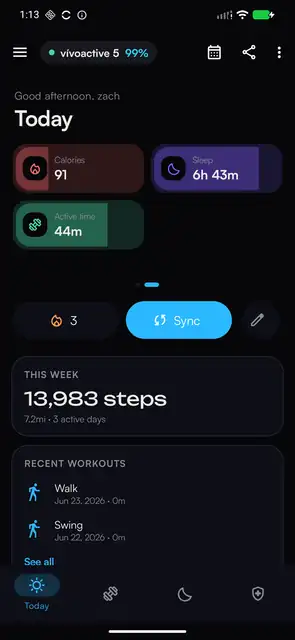 1:13
vívoactive 5 99%
Good afternoon, zach
Today
Calories
91
Sleep
6h 43m
Active time
44m
3
Sync
THIS WEEK
13,983 steps
7.2mi · 3 active days
RECENT WORKOUTS
Walk
Jun 23, 2026 · 0m
Swing
Jun 22, 2026 · 0m
See all
Today